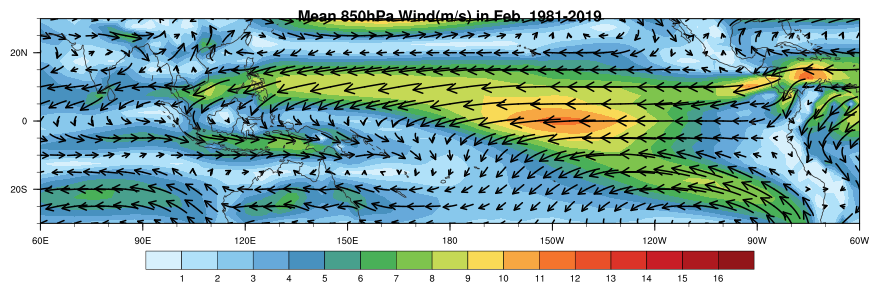 Mean 850hPa Wind(m/s) in Feb. 1981-2019
20N
0
20S
60E 90E 120E 150E 180 150W 120W 90W 60W
1 2 3 4 5 6 7 8 9 10 11 12 13 14 15 16